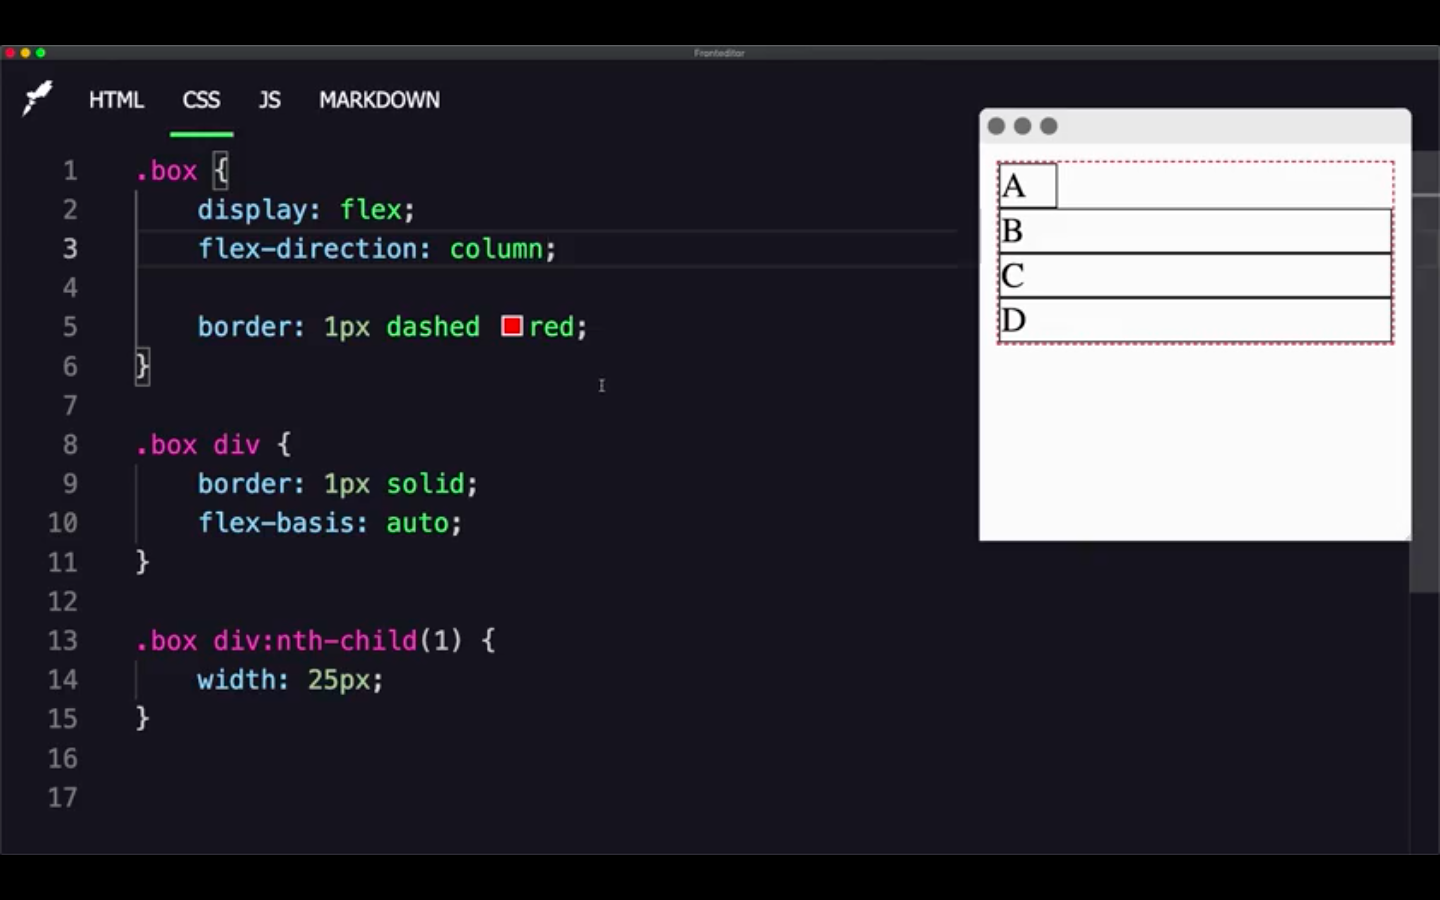 Fronteditor
HTML CSS JS MARKDOWN
1 .box {
2 display: flex;
3 flex-direction: column;
4
5 border: 1px dashed red;
6 }
7
8 .box div {
9 border: 1px solid;
10 flex-basis: auto;
11 }
12
13 .box div:nth-child(1) {
14 width: 25px;
15 }
16
17
A
B
C
D